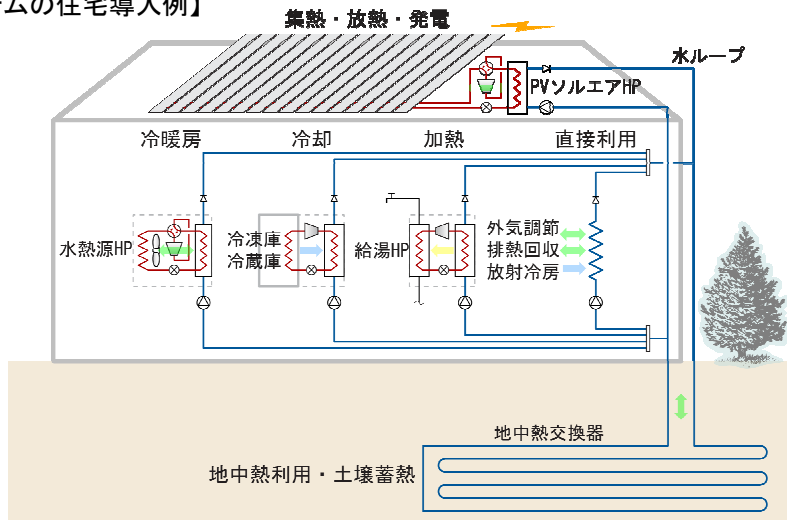 ムの住宅導入例】
集熱・放熱・発電
水ループ
PVソルエアHP
冷暖房
冷却
加熱
直接利用
水熱源HP
冷凍庫
冷蔵庫
給湯HP
外気調節
排熱回収
放射冷房
地中熱交換器
地中熱利用・土壌蓄熱